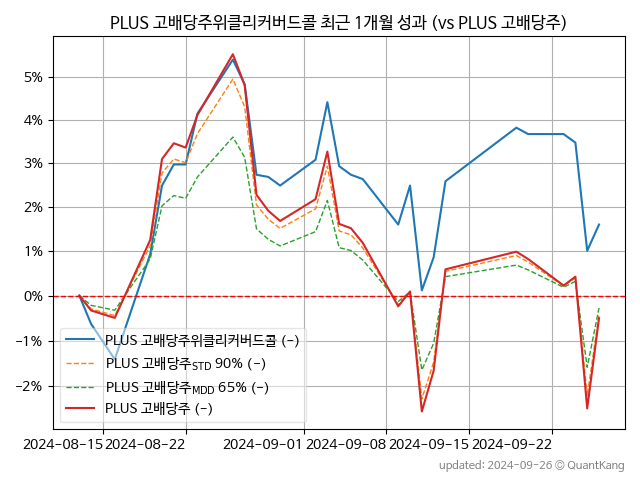 PLUS 고배당주위클리커버드콜 최근 1개월 성과 (vs PLUS 고배당주)
5%
4%
3%
2%
1%
0%
−1%
−2%
PLUS 고배당주위클리커버드콜 (-)
PLUS 고배당주STD 90% (-)
PLUS 고배당주MDD 65% (-)
PLUS 고배당주 (-)
2024-08-15 2024-08-22 2024-09-01 2024-09-08 2024-09-15 2024-09-22
updated: 2024-09-26 © QuantKang